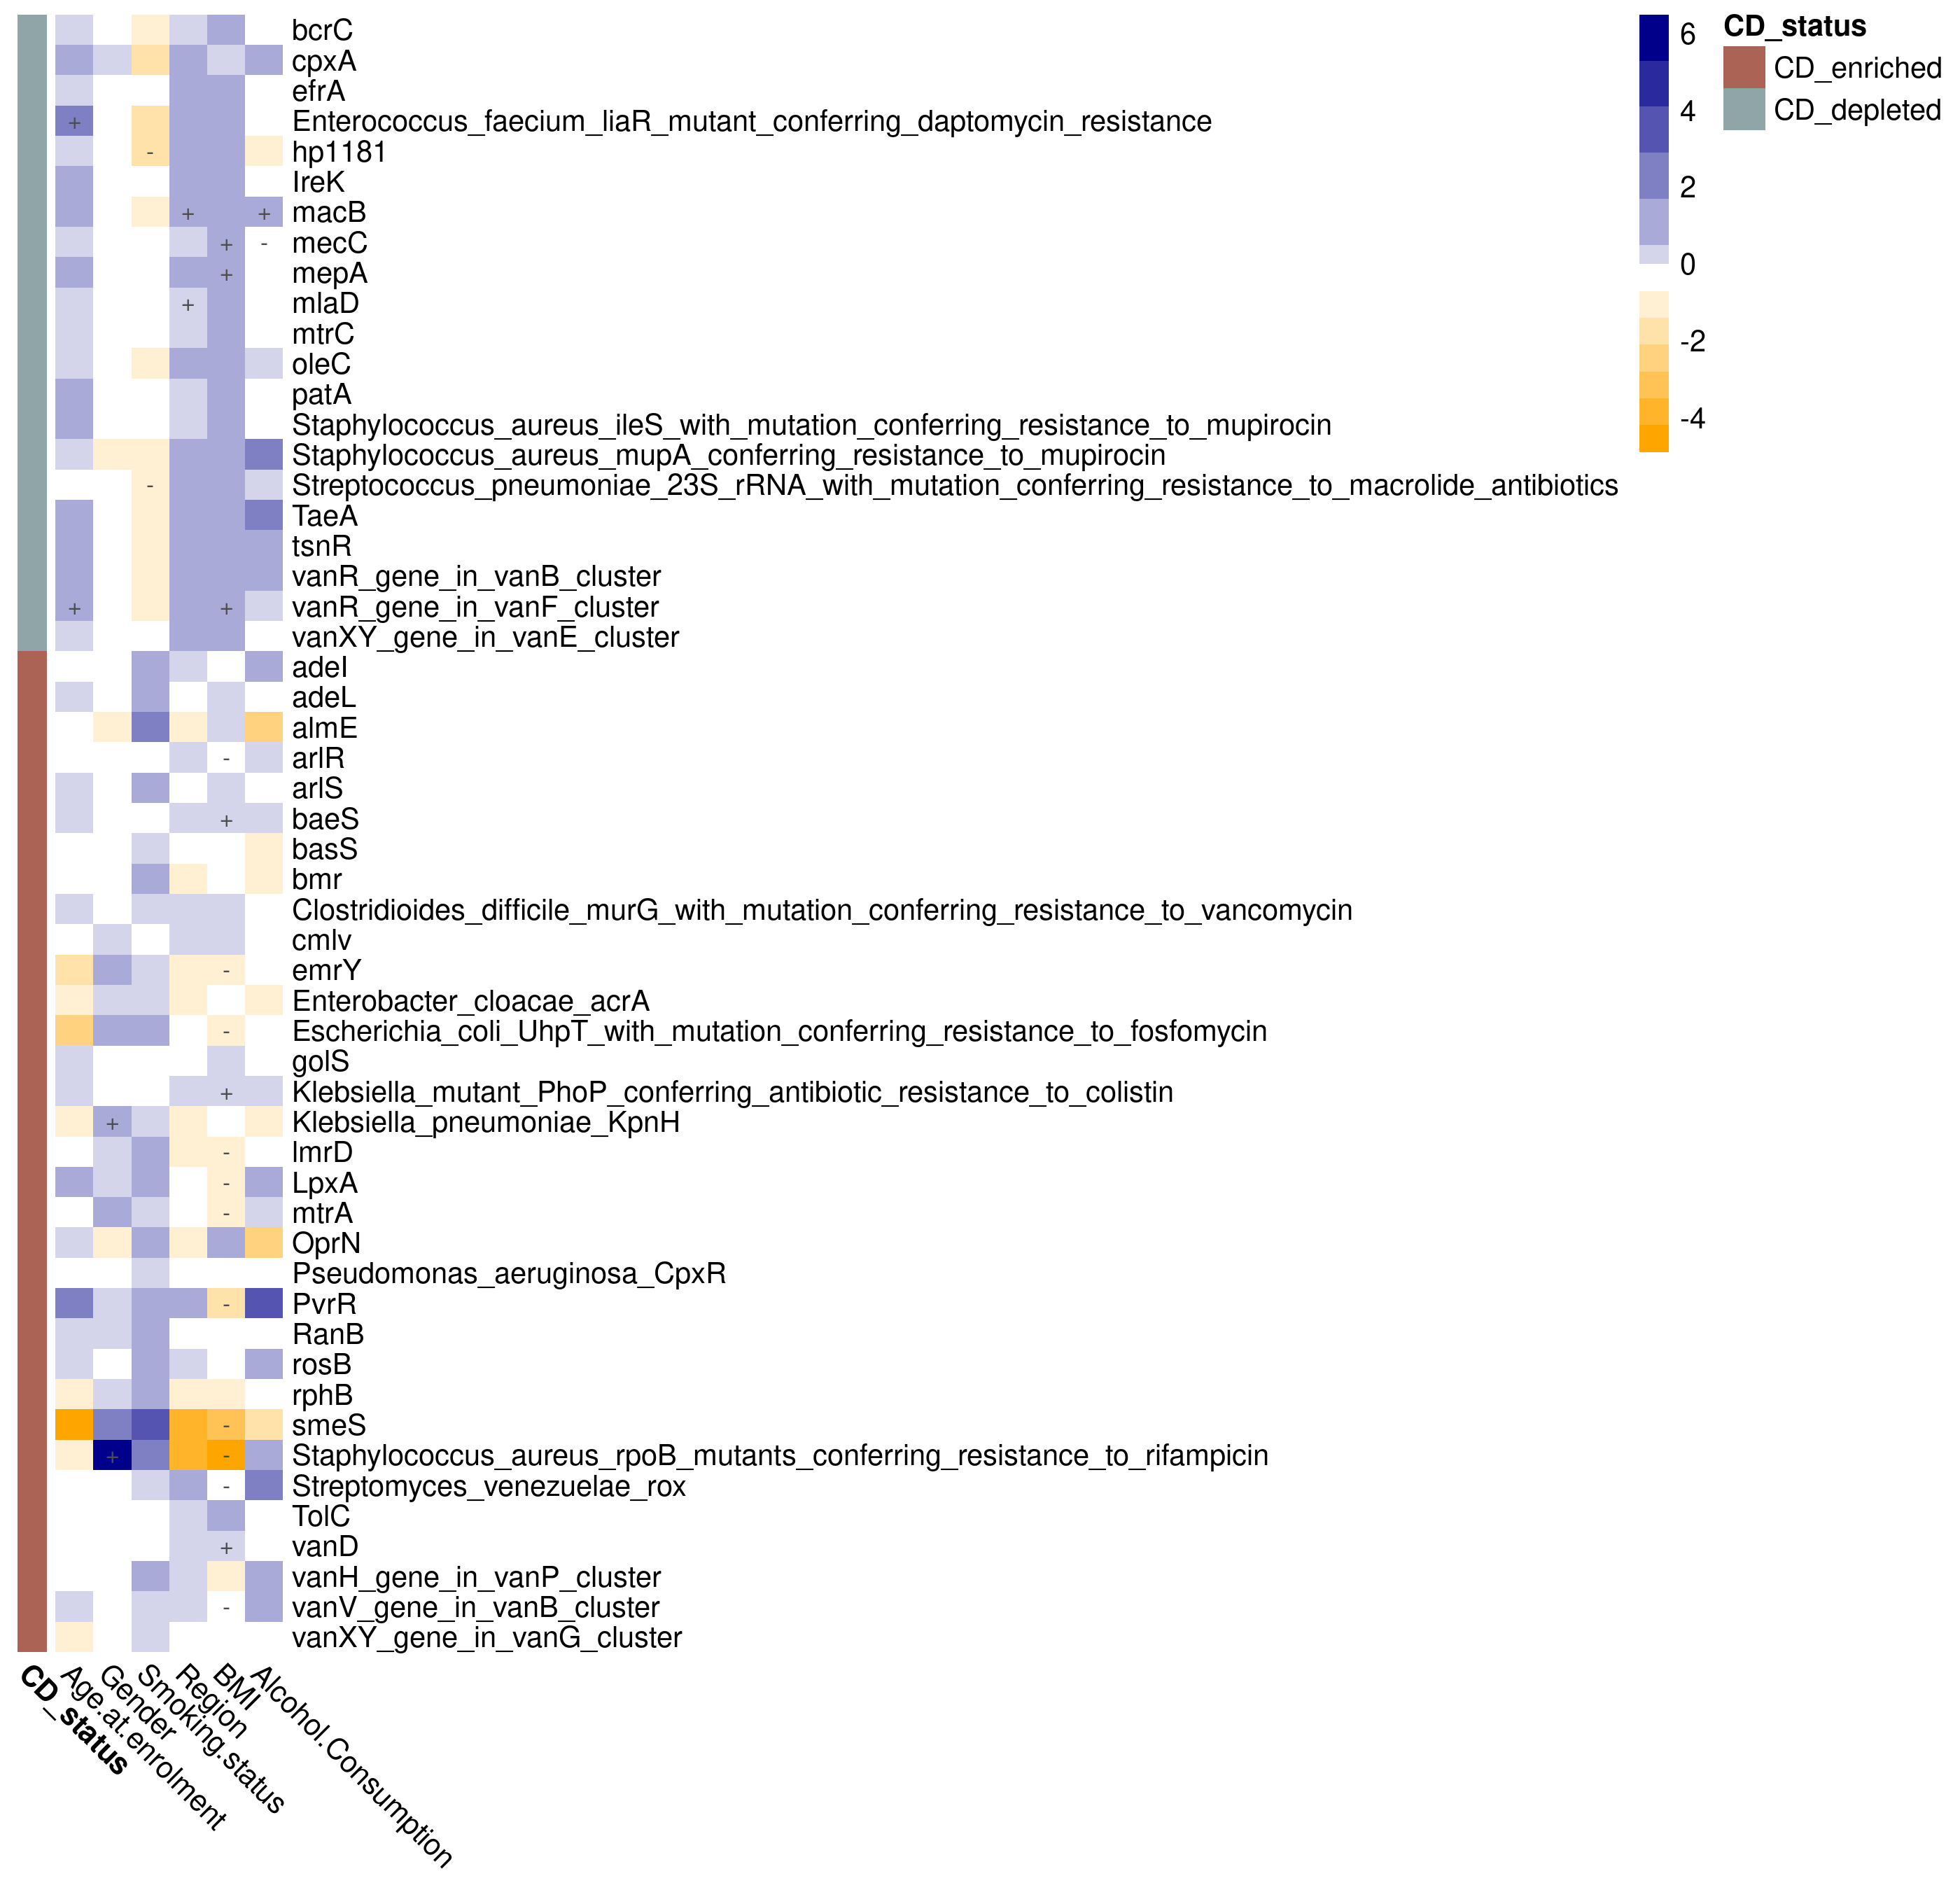 bcrC
cpxA
efrA
+ Enterococcus_faecium_liaR_mutant_conferring_daptomycin_resistance
- hp1181
IreK
+ + macB
+ - mecC
+ mepA
+ mlaD
mtrC
oleC
patA
Staphylococcus_aureus_ileS_with_mutation_conferring_resistance_to_mupirocin
Staphylococcus_aureus_mupA_conferring_resistance_to_mupirocin
- Streptococcus_pneumoniae_23S_rRNA_with_mutation_conferring_resistance_to_macrolide_antibiotics
TaeA
tsnR
vanR_gene_in_vanB_cluster
+ + vanR_gene_in_vanF_cluster
vanXY_gene_in_vanE_cluster
adeI
adeL
almE
- arlR
arlS
+ baeS
basS
bmr
Clostridioides_difficile_murG_with_mutation_conferring_resistance_to_vancomycin
cmlv
- emrY
Enterobacter_cloacae_acrA
- Escherichia_coli_UhpT_with_mutation_conferring_resistance_to_fosfomycin
golS
+ Klebsiella_mutant_PhoP_conferring_antibiotic_resistance_to_colistin
+ Klebsiella_pneumoniae_KpnH
- lmrD
- LpxA
- mtrA
OprN
Pseudomonas_aeruginosa_CpxR
- PvrR
RanB
rosB
rphB
- smeS
+ - Staphylococcus_aureus_rpoB_mutants_conferring_resistance_to_rifampicin
- Streptomyces_venezuelae_rox
TolC
+ vanD
vanH_gene_in_vanP_cluster
- vanV_gene_in_vanB_cluster
vanXY_gene_in_vanG_cluster
CD_status
Age.at.enrolment
Gender
Smoking.status
Region
BMI
Alcohol.Consumption
6
4
2
0
-2
-4
CD_status
CD_enriched
CD_depleted